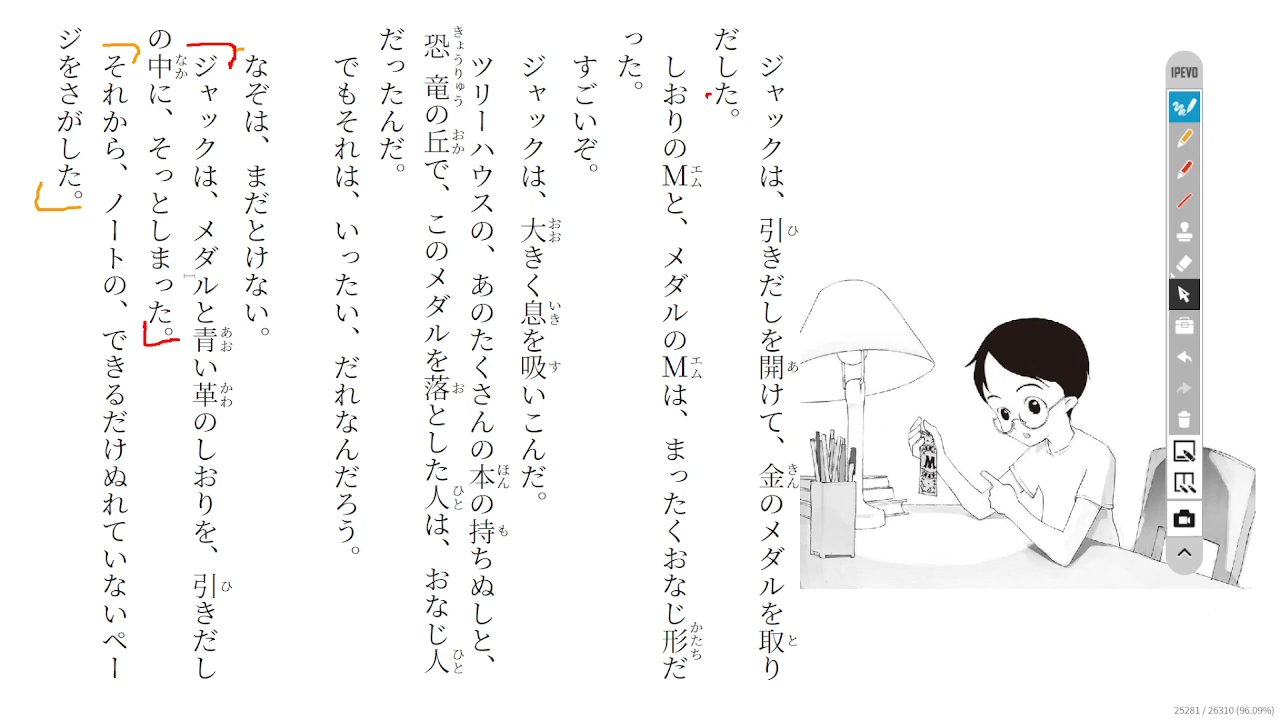 ジャックは、引きだしを開けて、金のメダルを取り
だした。
しおりのMと、メダルのMは、まったくおなじ形だ
った。
すごいぞ。
ジャックは、大きく息を吸いこんだ。
ツリーハウスの、あのたくさんの本の持ちぬしと、
恐竜の丘で、このメダルを落とした人は、おなじ人
だったんだ。
でもそれは、いったい、だれなんだろう。
なぞは、まだとけない。
ジャックは、メダルと青い革のしおりを、引きだし
の中に、そっとしまった。
それから、ノートの、できるだけぬれていないペー
ジをさがした。
M
IPEVO
25281 / 26310 (96.09%)